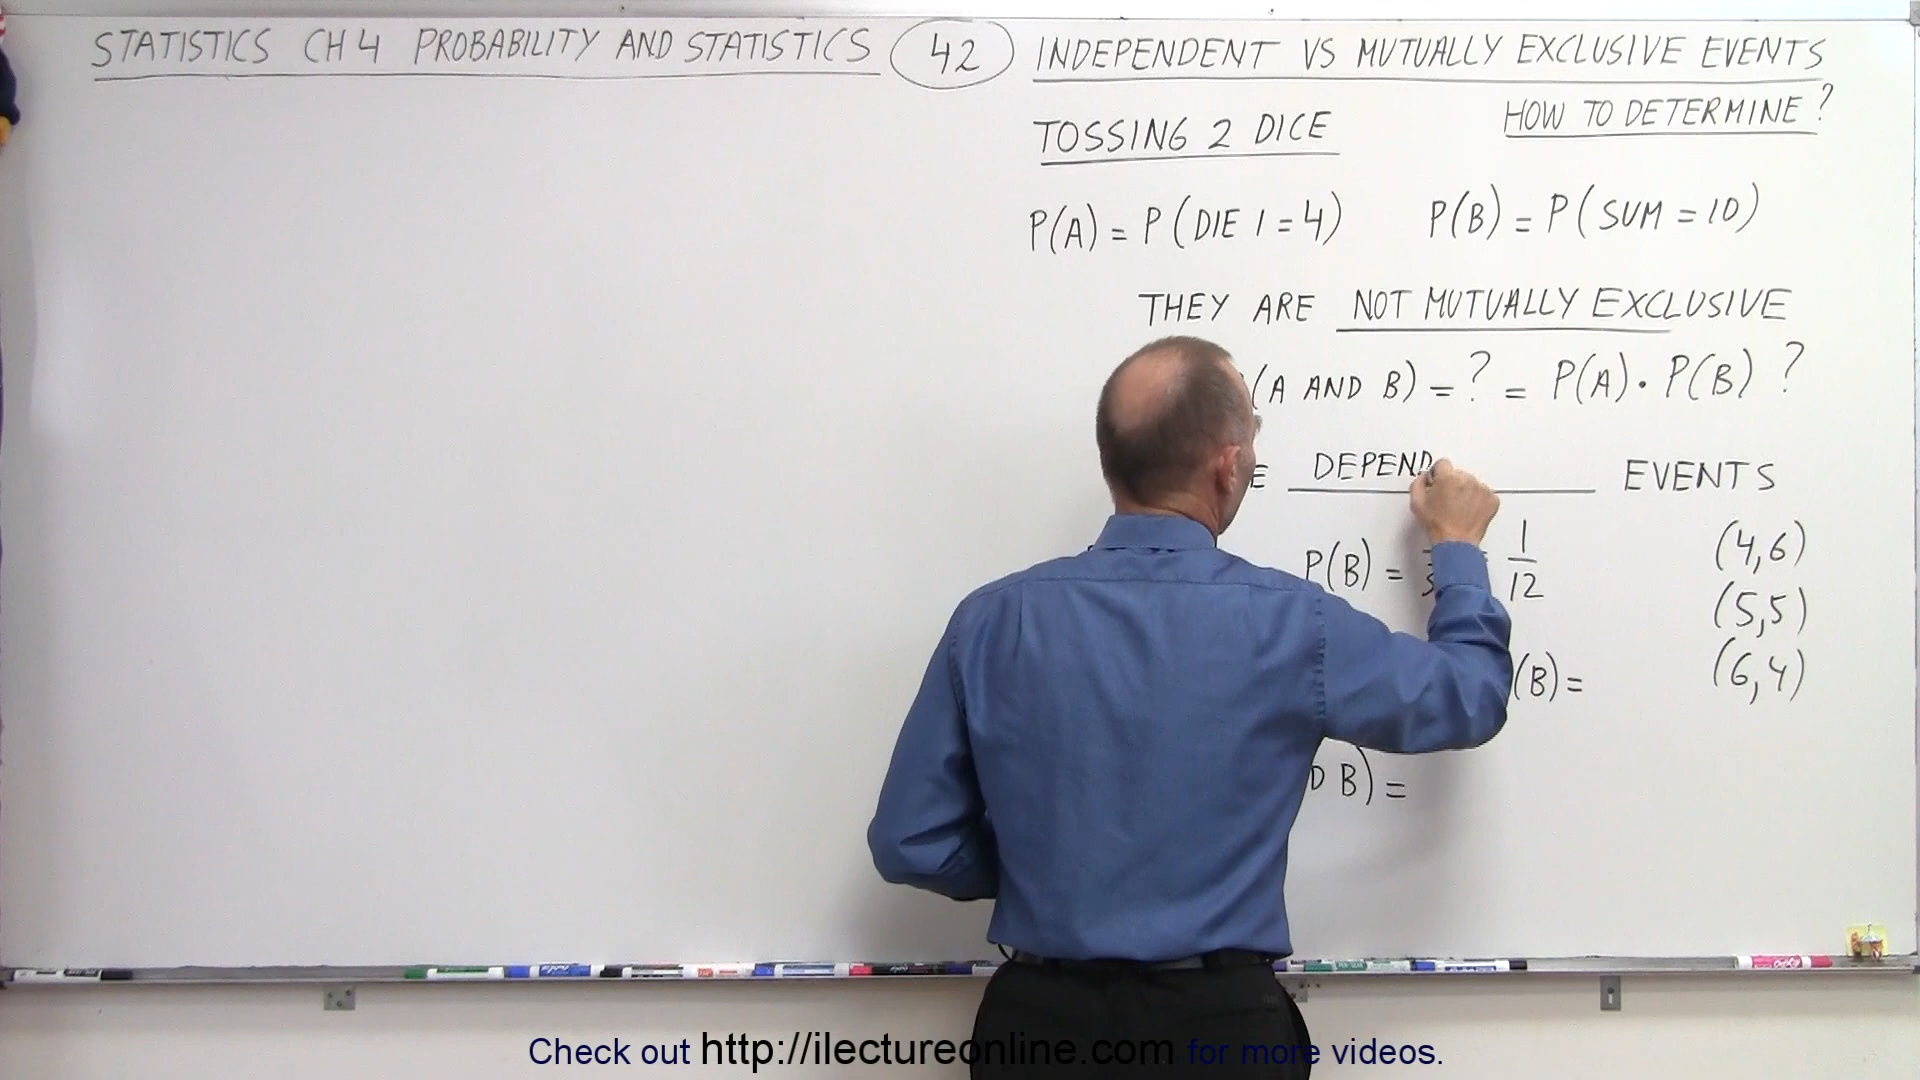 STATISTICS CH 4 PROBABILITY AND STATISTICS 42 INDEPENDENT VS MUTUALLY EXCLUSIVE EVENTS
HOW TO DETERMINE?
TOSSING 2 DICE
P(A) = P(DIE 1 = 4) P(B) = P(SUM = 10)
THEY ARE NOT MUTUALLY EXCLUSIVE
(A AND B) = ? = P(A) · P(B) ?
E DEPEND EVENTS
P(B) = 1/12 (4,6)
(5,5)
(B) = (6,4)
D B) =
Check out http://ilectureonline.com for more videos.